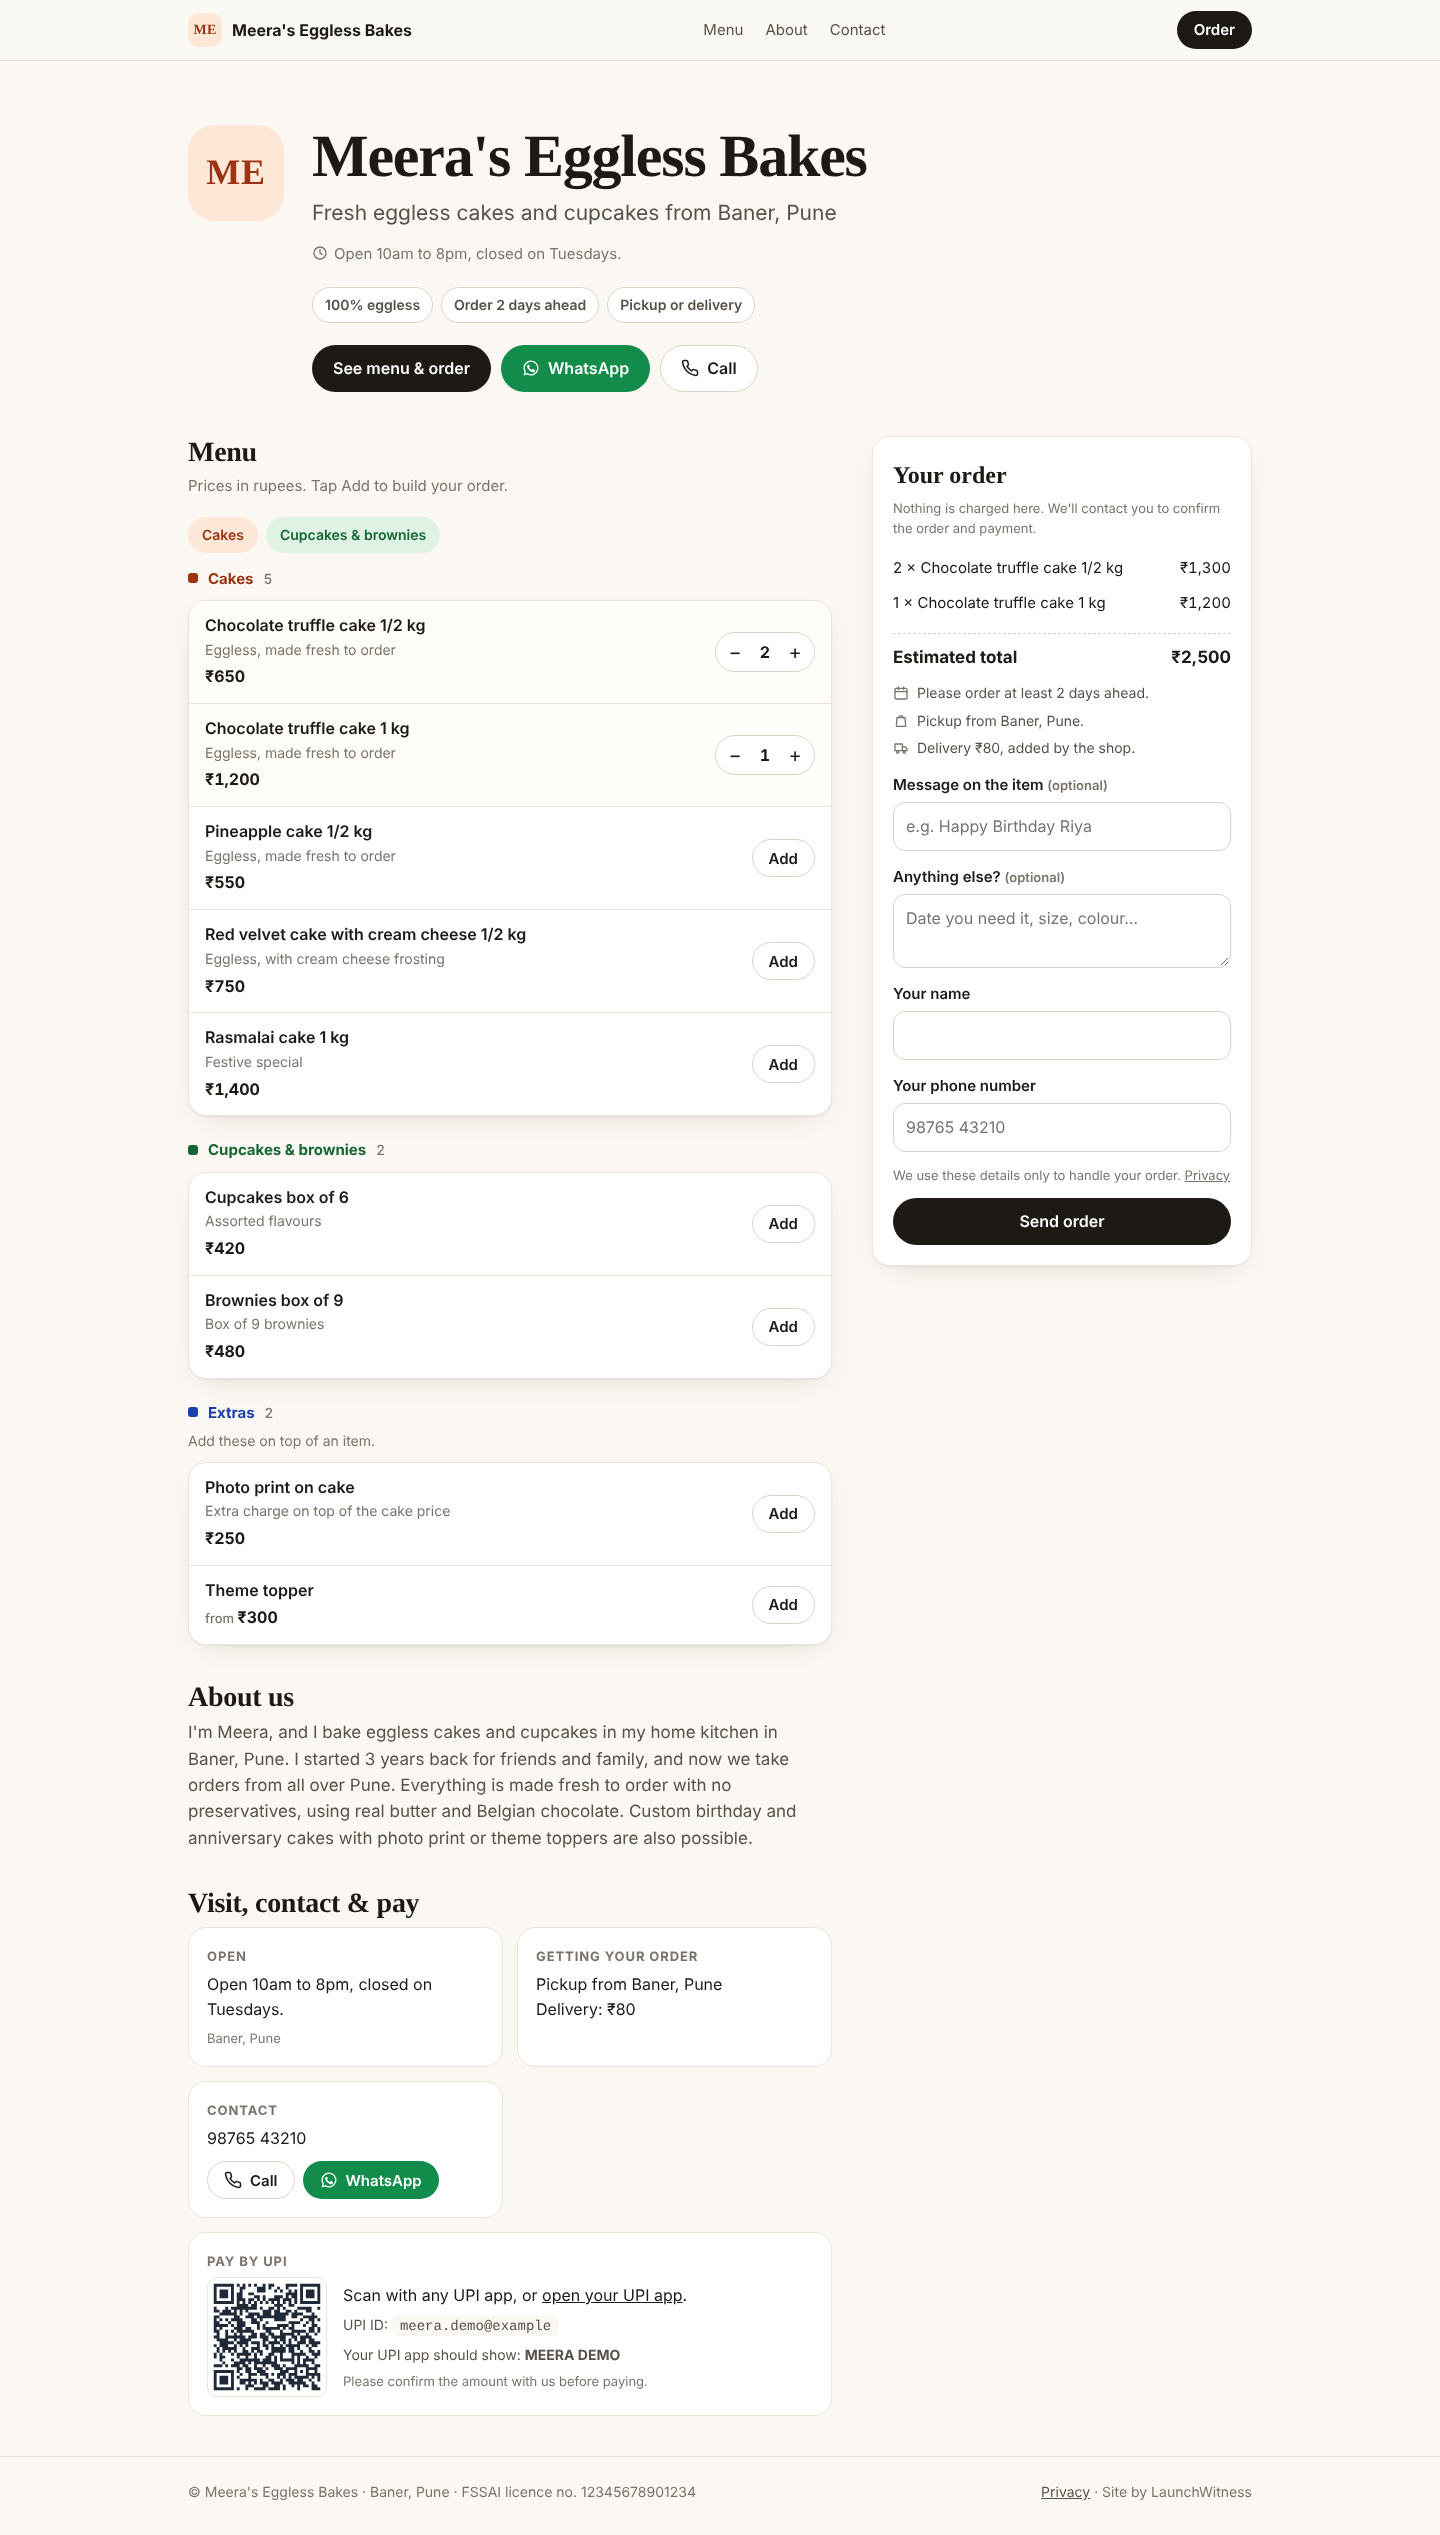 ME Meera's Eggless Bakes
Menu About Contact
Order
ME
Meera's Eggless Bakes
Fresh eggless cakes and cupcakes from Baner, Pune
Open 10am to 8pm, closed on Tuesdays.
100% eggless
Order 2 days ahead
Pickup or delivery
See menu & order
WhatsApp
Call
Menu
Prices in rupees. Tap Add to build your order.
Cakes
Cupcakes & brownies
Cakes 5
Chocolate truffle cake 1/2 kg
Eggless, made fresh to order
₹650
− 2 +
Chocolate truffle cake 1 kg
Eggless, made fresh to order
₹1,200
− 1 +
Pineapple cake 1/2 kg
Eggless, made fresh to order
₹550
Add
Red velvet cake with cream cheese 1/2 kg
Eggless, with cream cheese frosting
₹750
Add
Rasmalai cake 1 kg
Festive special
₹1,400
Add
Cupcakes & brownies 2
Cupcakes box of 6
Assorted flavours
₹420
Add
Brownies box of 9
Box of 9 brownies
₹480
Add
Extras 2
Add these on top of an item.
Photo print on cake
Extra charge on top of the cake price
₹250
Add
Theme topper
from ₹300
Add
Your order
Nothing is charged here. We'll contact you to confirm
the order and payment.
2 × Chocolate truffle cake 1/2 kg ₹1,300
1 × Chocolate truffle cake 1 kg ₹1,200
Estimated total ₹2,500
Please order at least 2 days ahead.
Pickup from Baner, Pune.
Delivery ₹80, added by the shop.
Message on the item (optional)
e.g. Happy Birthday Riya
Anything else? (optional)
Date you need it, size, colour...
Your name
Your phone number
98765 43210
We use these details only to handle your order. Privacy
Send order
About us
I'm Meera, and I bake eggless cakes and cupcakes in my home kitchen in
Baner, Pune. I started 3 years back for friends and family, and now we take
orders from all over Pune. Everything is made fresh to order with no
preservatives, using real butter and Belgian chocolate. Custom birthday and
anniversary cakes with photo print or theme toppers are also possible.
Visit, contact & pay
OPEN
Open 10am to 8pm, closed on
Tuesdays.
Baner, Pune
GETTING YOUR ORDER
Pickup from Baner, Pune
Delivery: ₹80
CONTACT
98765 43210
Call
WhatsApp
PAY BY UPI
Scan with any UPI app, or open your UPI app.
UPI ID: meera.demo@example
Your UPI app should show: MEERA DEMO
Please confirm the amount with us before paying.
© Meera's Eggless Bakes · Baner, Pune · FSSAI licence no. 12345678901234
Privacy · Site by LaunchWitness